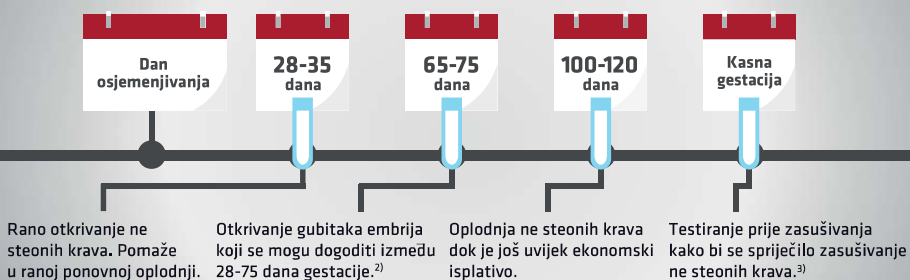 Dan
osjemenjivanja
28-35
dana
65-75
dana
100-120
dana
Kasna
gestacija
Rano otkrivanje ne
steonih krava. Pomaže
u ranoj ponovnoj oplodnji.
Otkrivanje gubitaka embrija
koji se mogu dogoditi između
28-75 dana gestacije.²⁾
Oplodnja ne steonih krava
dok je još uvijek ekonomski
isplativo.
Testiranje prije zasušivanja
kako bi se spriječilo zasušivanje
ne steonih krava.³⁾